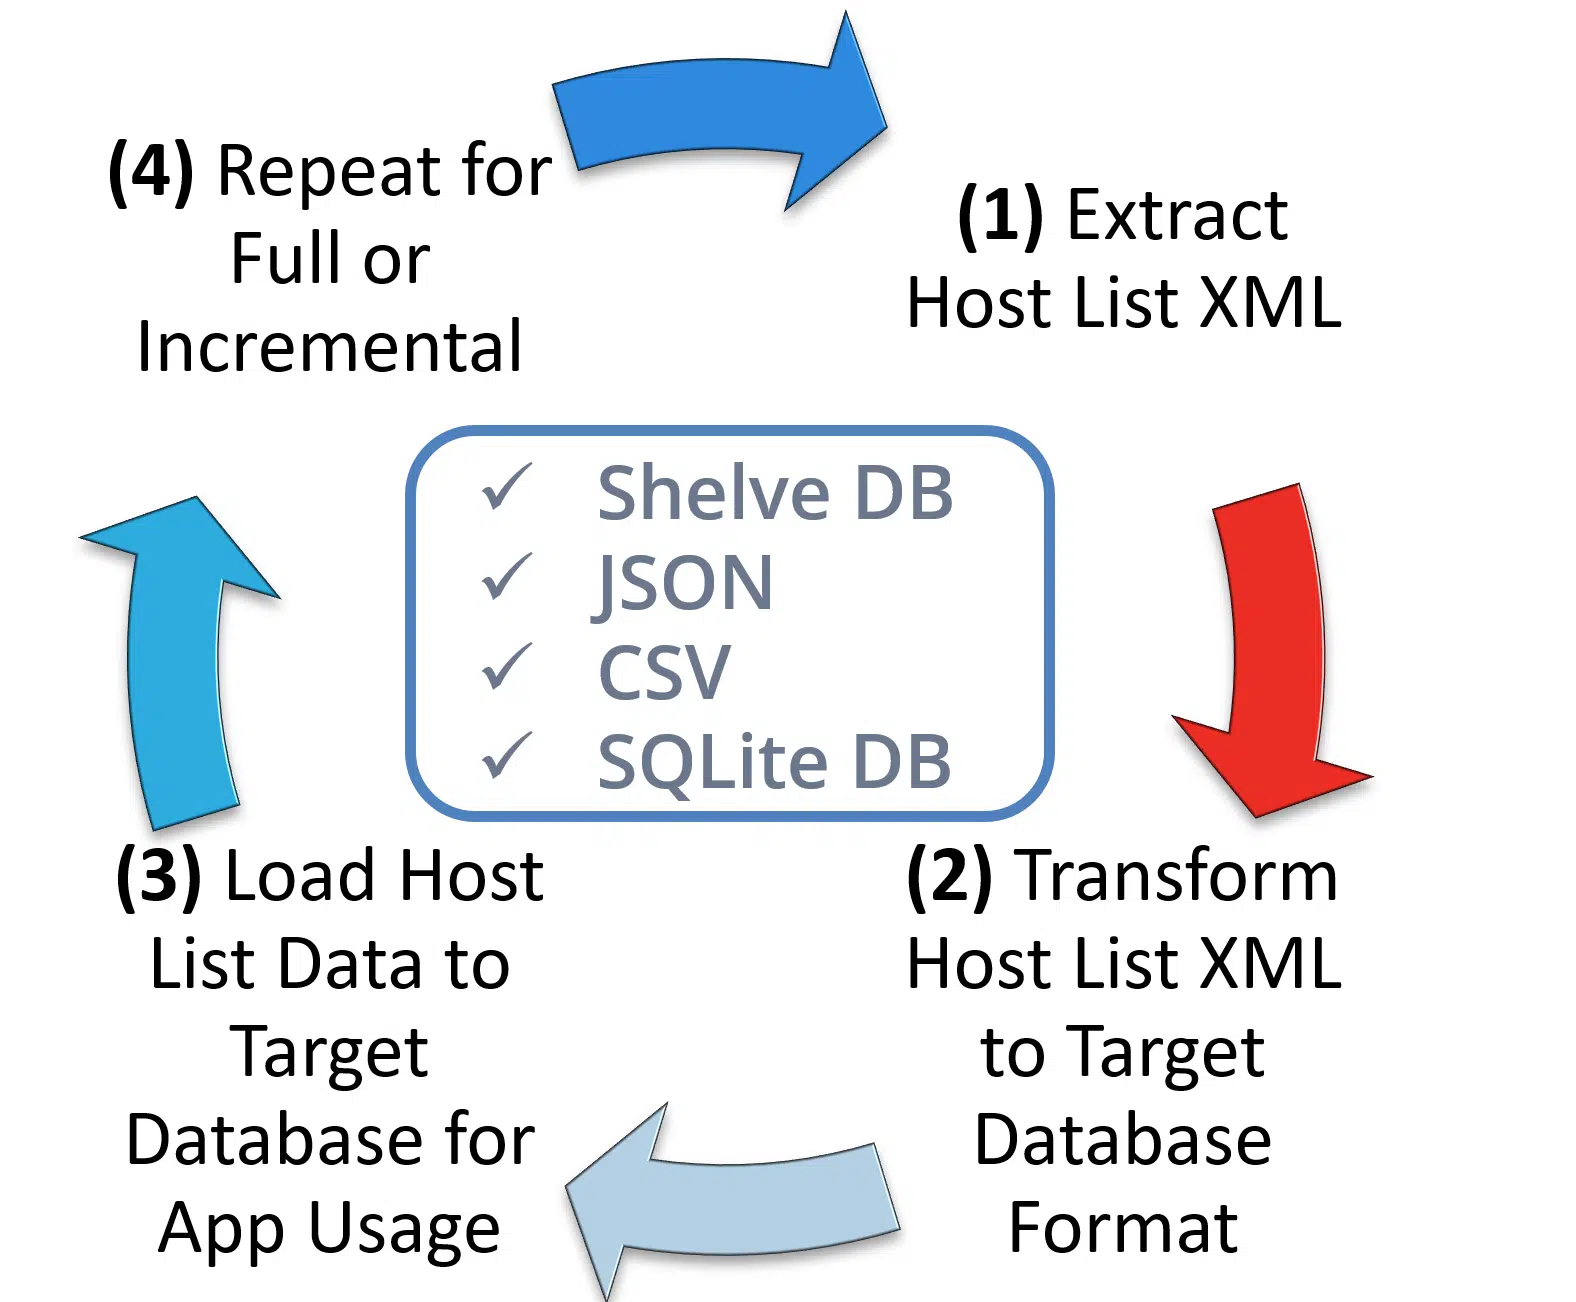 (4) Repeat for
Full or
Incremental
(1) Extract
Host List XML
✓ Shelve DB
✓ JSON
✓ CSV
✓ SQLite DB
(3) Load Host
List Data to
Target
Database for
App Usage
(2) Transform
Host List XML
to Target
Database
Format